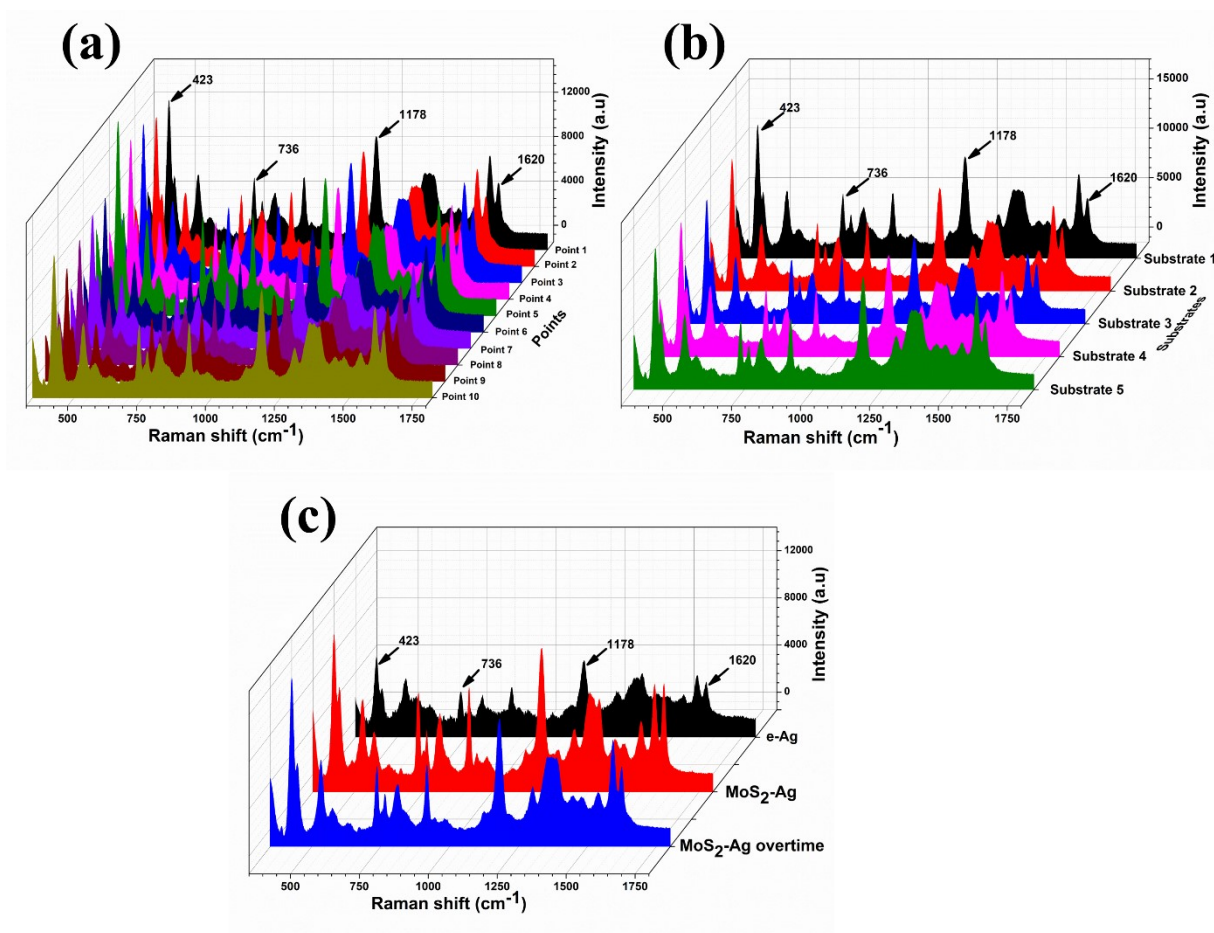 (a)
423
736
1178
1620
12000
8000
4000
0
Intensity (a.u)
Point 1
Point 2
Point 3
Point 4
Point 5
Point 6
Point 7
Point 8
Point 9
Point 10
Points
500
750
1000
1250
1500
1750
Raman shift (cm-1)
(b)
423
736
1178
1620
15000
10000
5000
0
Intensity (a.u)
Substrate 1
Substrate 2
Substrate 3
Substrate 4
Substrate 5
Substrates
500
750
1000
1250
1500
1750
Raman shift (cm-1)
(c)
423
736
1178
1620
12000
8000
4000
0
Intensity (a.u)
e-Ag
MoS2-Ag
MoS2-Ag overtime
500
750
1000
1250
1500
1750
Raman shift (cm-1)